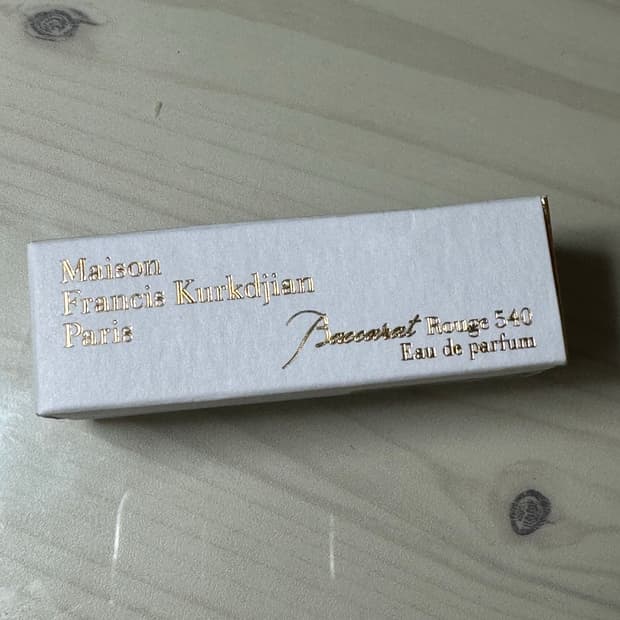 Maison
Francis Kurkdjian
Paris
Baccarat Rouge 540
Eau de parfum